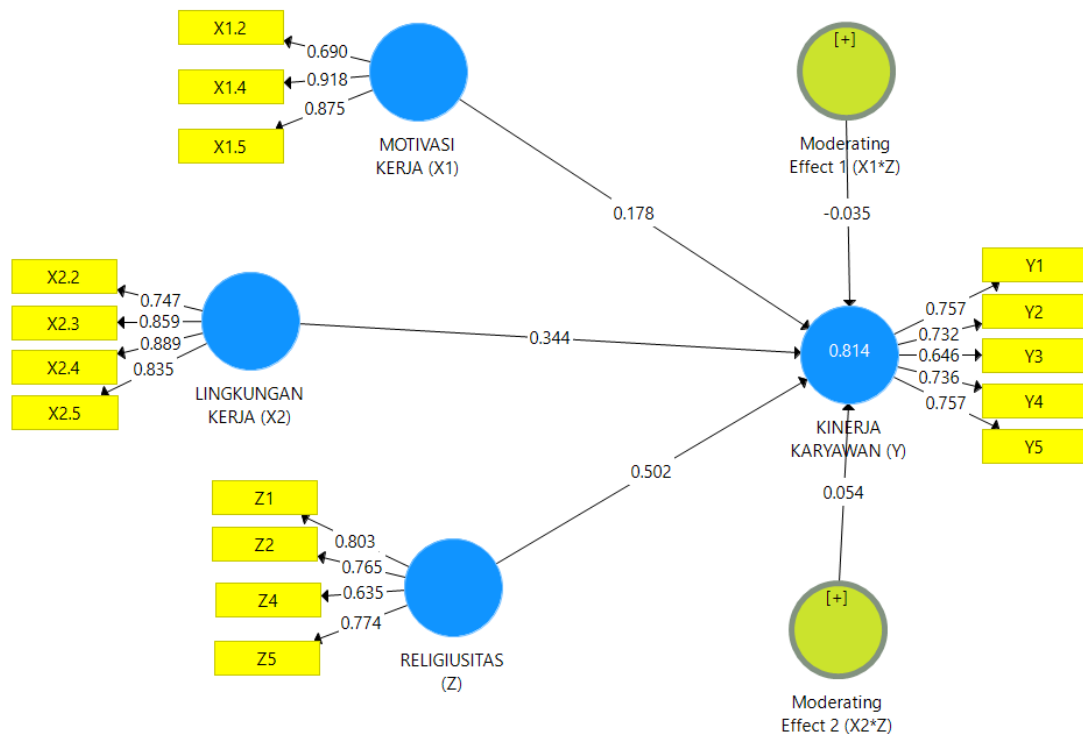 X1.2
X1.4
X1.5
0.690
0.918
0.875
MOTIVASI
KERJA (X1)
[+]
Moderating
Effect 1 (X1*Z)
0.178
-0.035
X2.2
X2.3
X2.4
X2.5
0.747
0.859
0.889
0.835
LINGKUNGAN
KERJA (X2)
0.344
0.814
KINERJA
KARYAWAN (Y)
0.757
0.732
0.646
0.736
0.757
Y1
Y2
Y3
Y4
Y5
0.502
0.054
Z1
Z2
Z4
Z5
0.803
0.765
0.635
0.774
RELIGIUSITAS
(Z)
[+]
Moderating
Effect 2 (X2*Z)